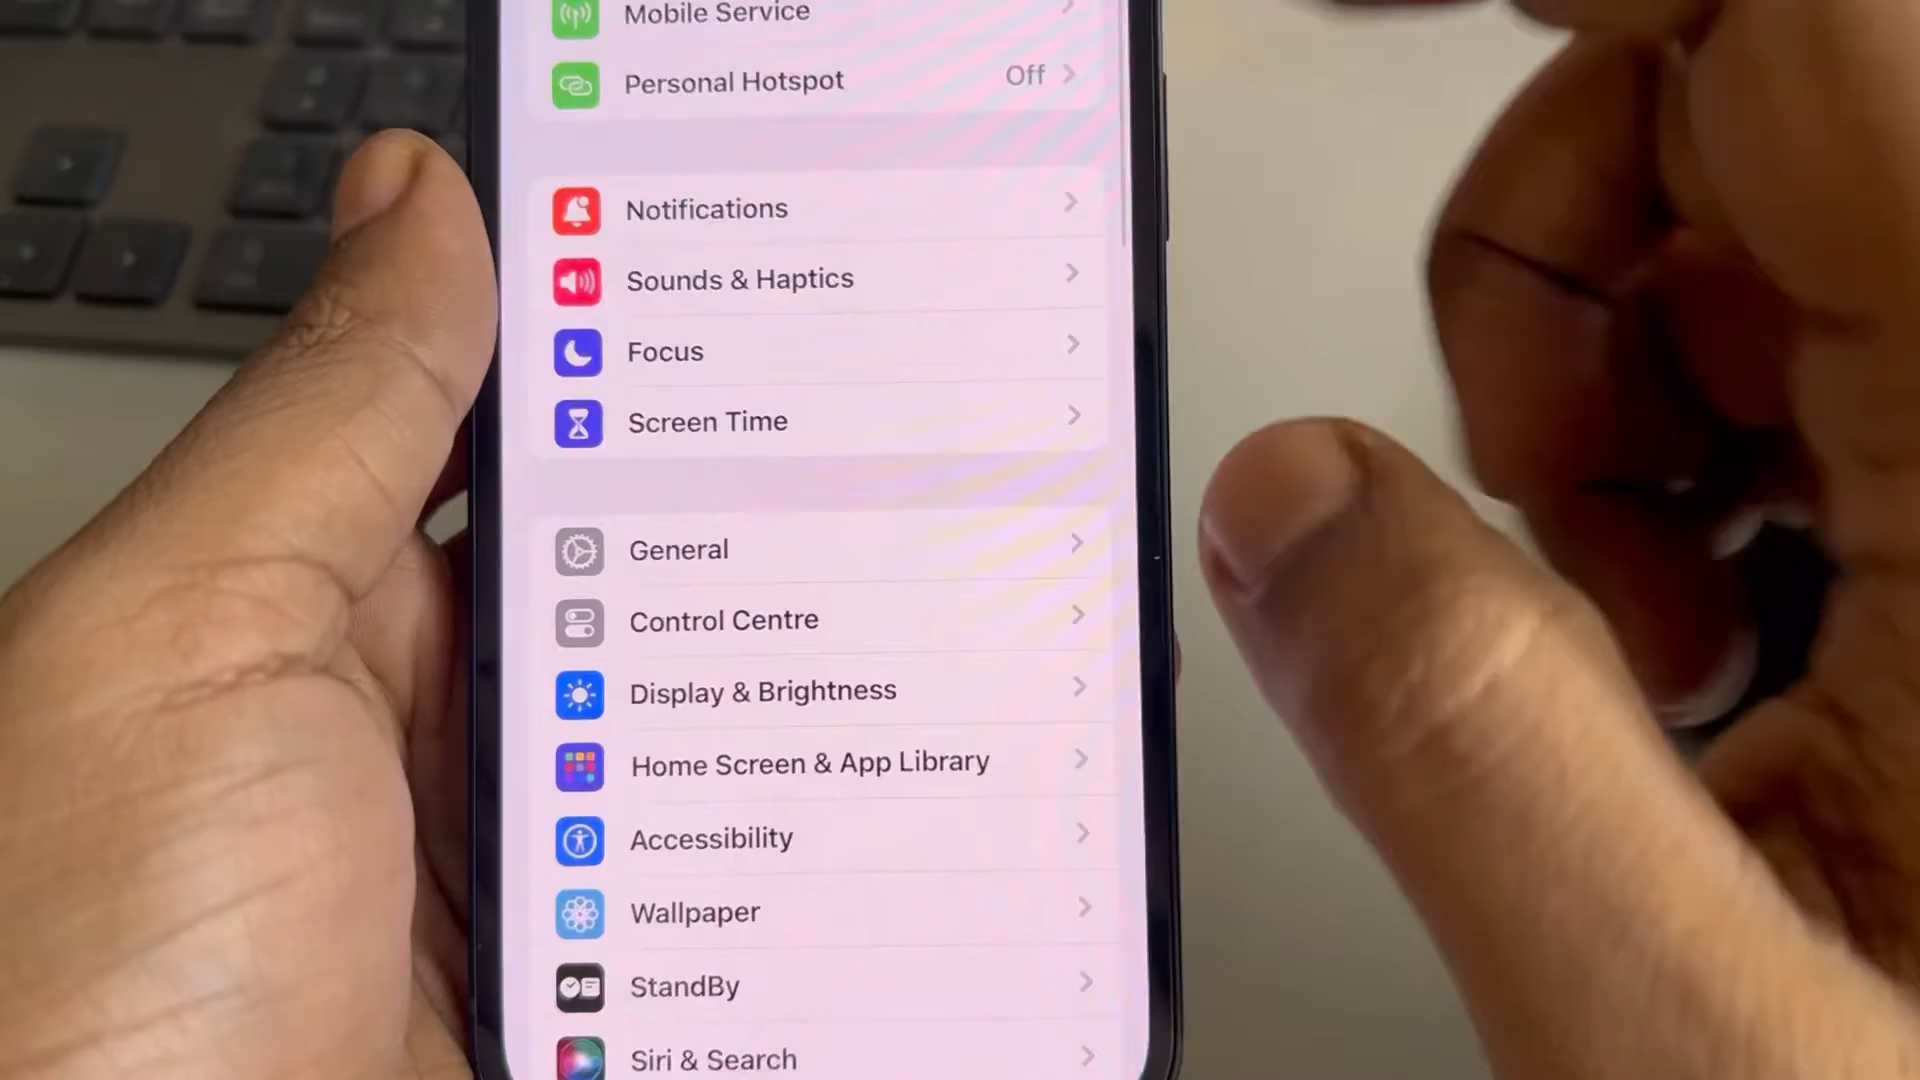 Mobile Service
Personal Hotspot Off
Notifications
Sounds & Haptics
Focus
Screen Time
General
Control Centre
Display & Brightness
Home Screen & App Library
Accessibility
Wallpaper
StandBy
Siri & Search